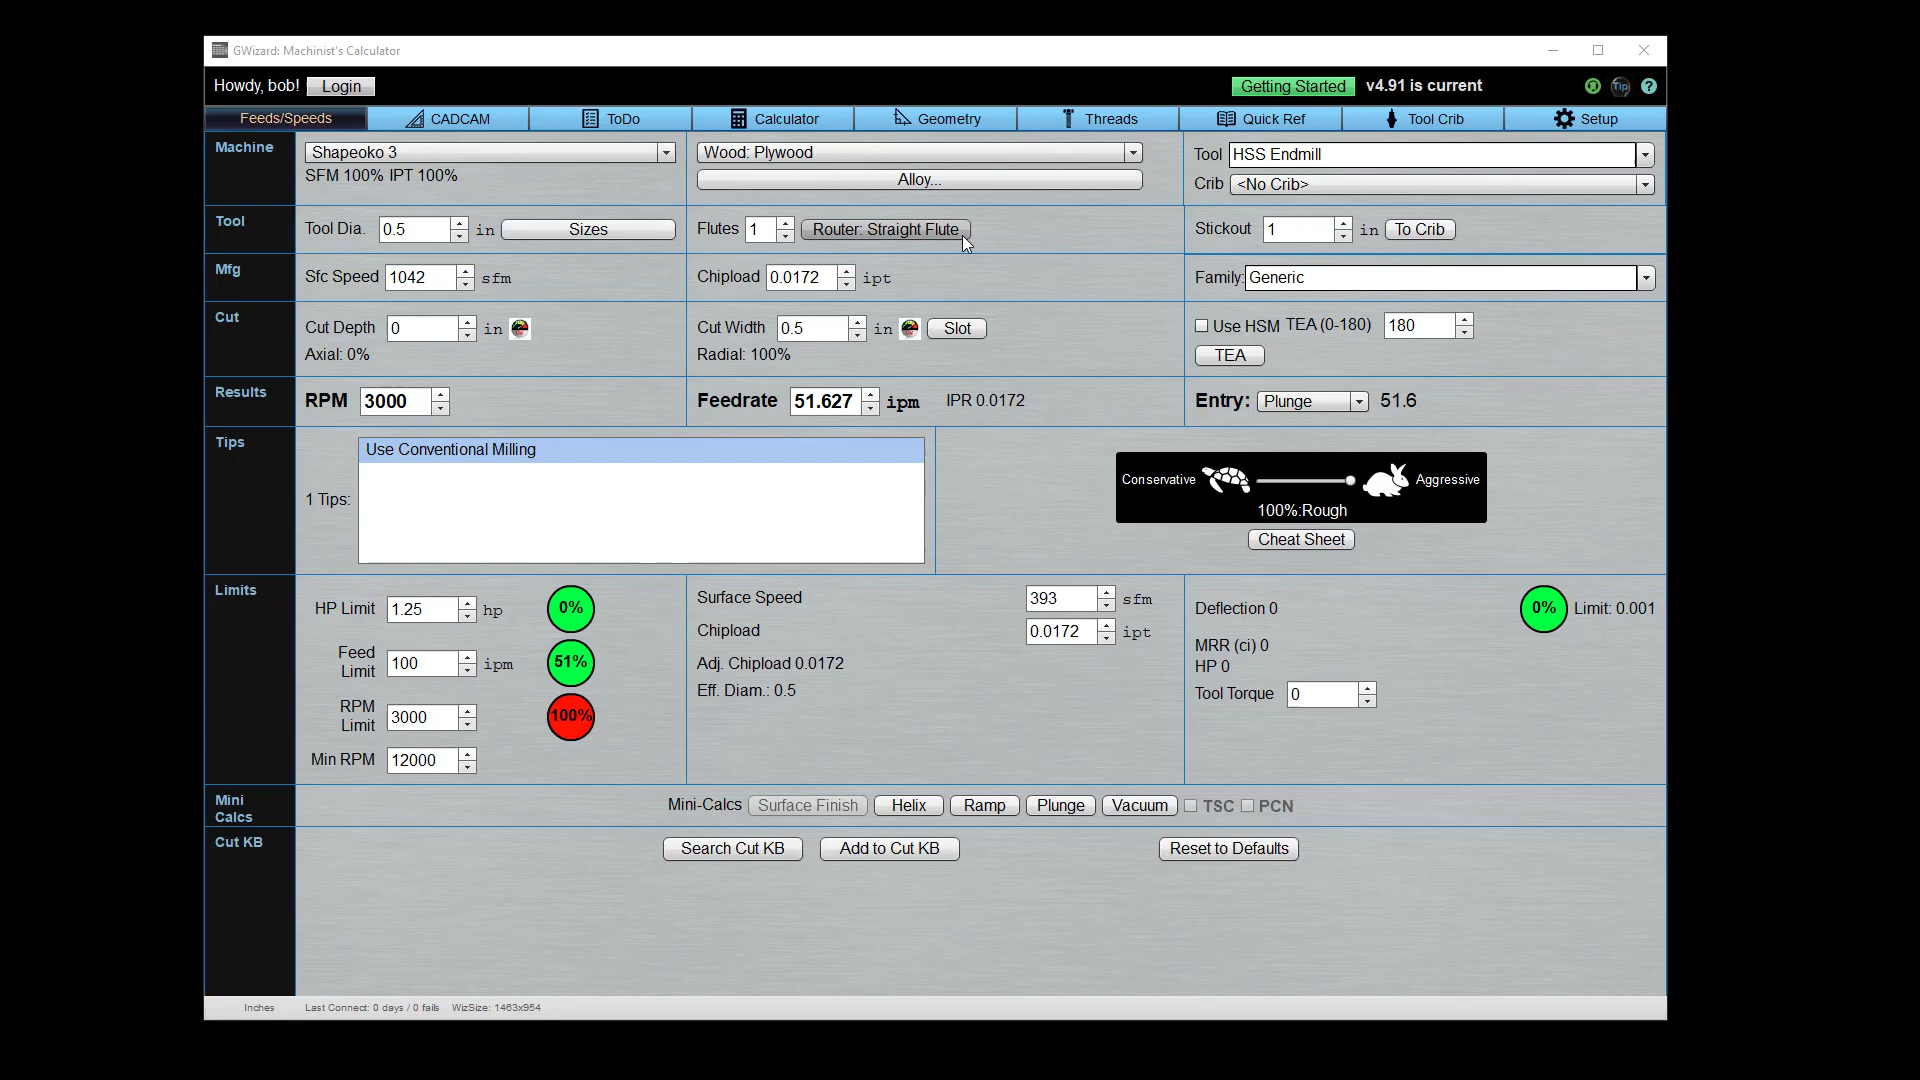 GWizard: Machinist's Calculator
Howdy, bob! Login Getting Started v4.91 is current Tip ?
Feeds/Speeds CADCAM ToDo Calculator Geometry Threads Quick Ref Tool Crib Setup
Machine Shapeoko 3 Wood: Plywood Tool HSS Endmill
SFM 100% IPT 100% Alloy... Crib <No Crib>
Tool Tool Dia. 0.5 in Sizes Flutes 1 Router: Straight Flute Stickout 1 in To Crib
Mfg Sfc Speed 1042 sfm Chipload 0.0172 ipt Family: Generic
Cut Cut Depth 0 in Cut Width 0.5 in Slot Use HSM TEA (0-180) 180
Axial: 0% Radial: 100% TEA
Results RPM 3000 Feedrate 51.627 ipm IPR 0.0172 Entry: Plunge 51.6
Tips 1 Tips: Use Conventional Milling
Conservative Aggressive
100%:Rough
Cheat Sheet
Limits HP Limit 1.25 hp 0% Surface Speed 393 sfm Deflection 0 0% Limit: 0.001
Chipload 0.0172 ipt MRR (ci) 0
Feed Limit 100 ipm 51% Adj. Chipload 0.0172 HP 0
Eff. Diam.: 0.5 Tool Torque 0
RPM Limit 3000 100%
Min RPM 12000
Mini Calcs Mini-Calcs Surface Finish Helix Ramp Plunge Vacuum TSC PCN
Cut KB Search Cut KB Add to Cut KB Reset to Defaults
Inches Last Connect: 0 days / 0 fails WizSize: 1463x954